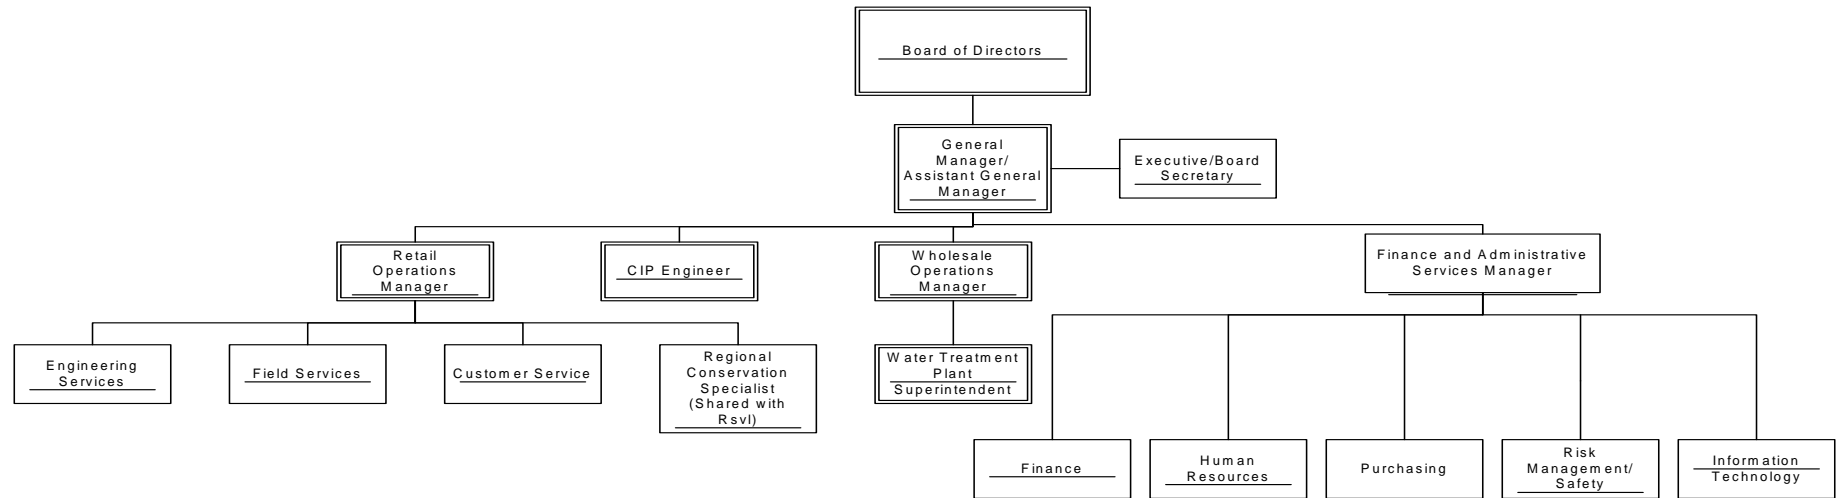 Board of Directors
General
Manager/
Assistant General
Manager
Executive/Board
Secretary
Retail
Operations
Manager
CIP Engineer
Wholesale
Operations
Manager
Finance and Administrative
Services Manager
Engineering
Services
Field Services
Customer Service
Regional
Conservation
Specialist
(Shared with
Rsvl)
Water Treatment
Plant
Superintendent
Finance
Human
Resources
Purchasing
Risk
Management/
Safety
Information
Technology